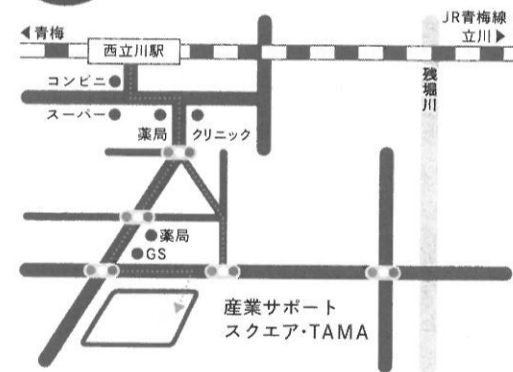 青梅
JR青梅線
立川
西立川駅
残堀川
コンビニ
スーパー
薬局
クリニック
薬局
GS
産業サポート
スクエア・TAMA